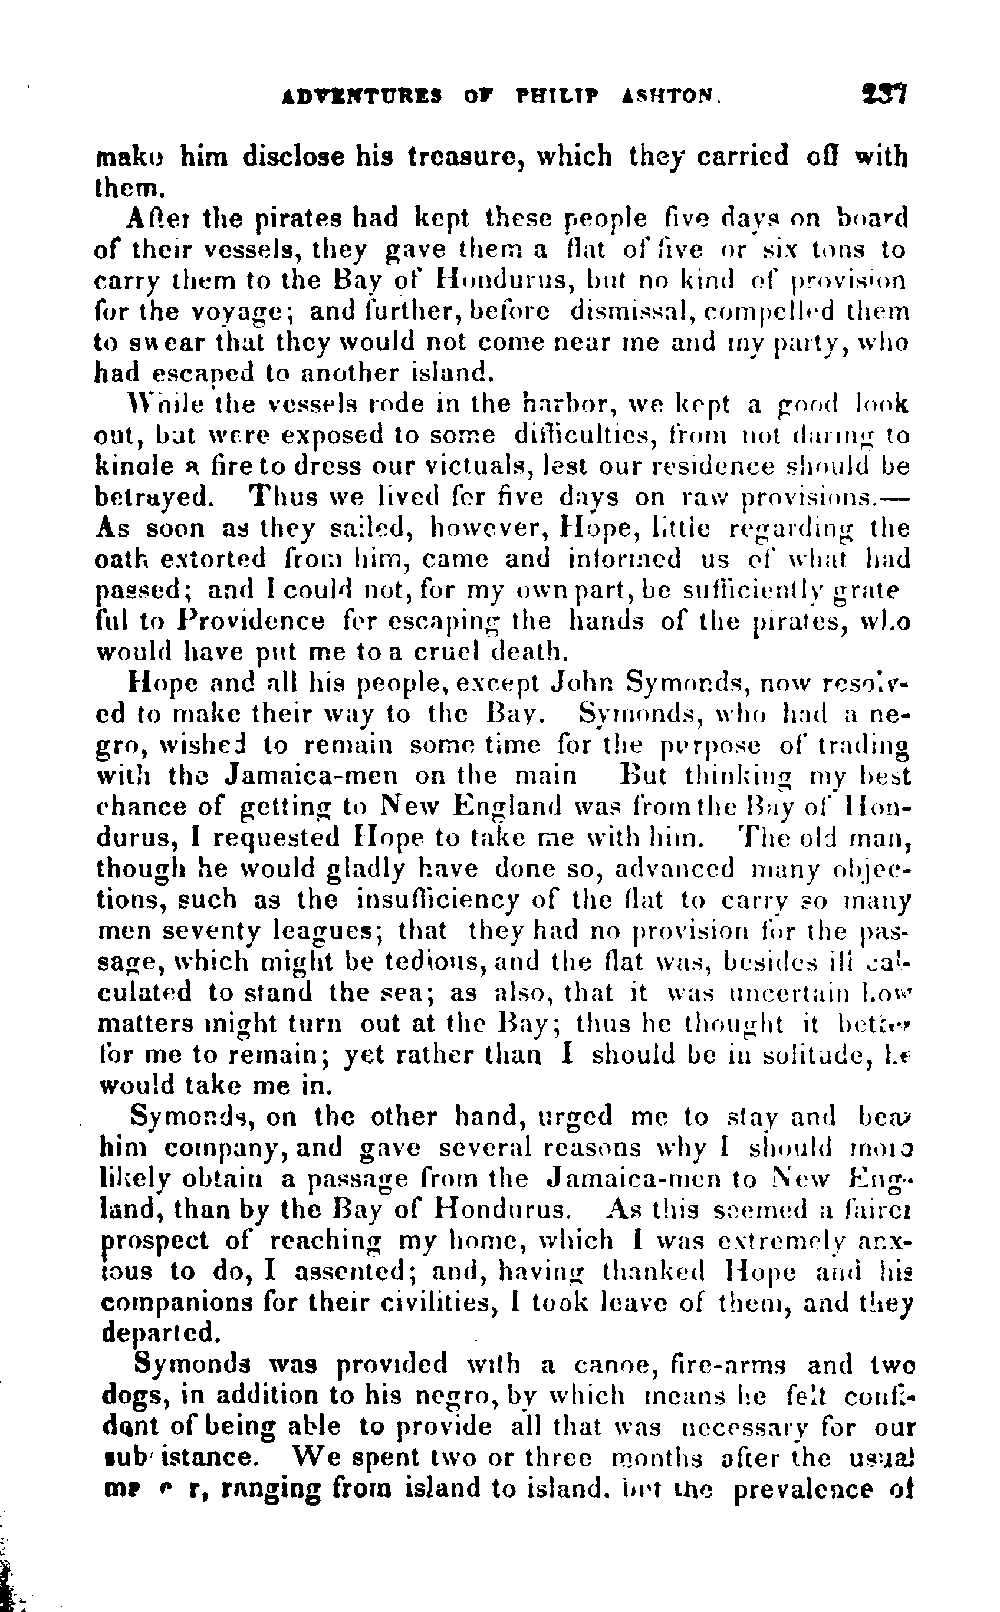 ADVENTURES OF PHILIP ASHTON. 237
make him disclose his treasure, which they carried off with
them.
After the pirates had kept these people five days on board
of their vessels, they gave them a flat of five or six tons to
carry them to the Bay of Hondurus, but no kind of provision
for the voyage; and further, before dismissal, compelled them
to swear that they would not come near me and my party, who
had escaped to another island.
While the vessels rode in the harbor, we kept a good look
out, but were exposed to some difficulties, from not daring to
kindle a fire to dress our victuals, lest our residence should be
betrayed. Thus we lived for five days on raw provisions.—
As soon as they sailed, however, Hope, little regarding the
oath extorted from him, came and informed us of what had
passed; and I could not, for my own part, be sufficiently grate
ful to Providence for escaping the hands of the pirates, who
would have put me to a cruel death.
Hope and all his people, except John Symonds, now resolv-
ed to make their way to the Bay. Symonds, who had a ne-
gro, wished to remain some time for the purpose of trading
with the Jamaica-men on the main But thinking my best
chance of getting to New England was from the Bay of Hon-
durus, I requested Hope to take me with him. The old man,
though he would gladly have done so, advanced many objec-
tions, such as the insufficiency of the flat to carry so many
men seventy leagues; that they had no provision for the pas-
sage, which might be tedious, and the flat was, besides ill cal-
culated to stand the sea; as also, that it was uncertain how
matters might turn out at the Bay; thus he thought it better
for me to remain; yet rather than I should be in solitude, he
would take me in.
Symonds, on the other hand, urged me to stay and bear
him company, and gave several reasons why I should more
likely obtain a passage from the Jamaica-men to New Eng-
land, than by the Bay of Hondurus. As this seemed a fairer
prospect of reaching my home, which I was extremely anx-
ious to do, I assented; and, having thanked Hope and his
companions for their civilities, I took leave of them, and they
departed.
Symonds was provided with a canoe, fire-arms and two
dogs, in addition to his negro, by which means he felt confi-
dent of being able to provide all that was necessary for our
subsistance. We spent two or three months after the usual
manner, ranging from island to island. but the prevalence of